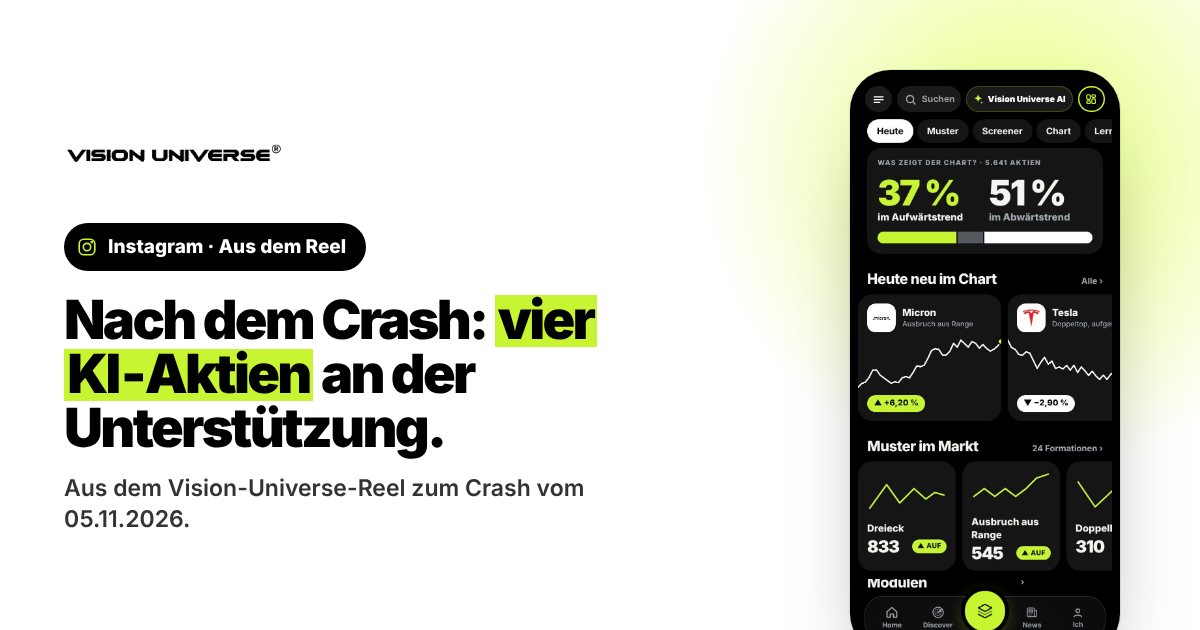 VISION UNIVERSE®
Instagram · Aus dem Reel
Nach dem Crash: vier
KI-Aktien an der
Unterstützung.
Aus dem Vision-Universe-Reel zum Crash vom
05.11.2026.
Suchen
Vision Universe AI
Heute Muster Screener Chart Lern
WAS ZEIGT DER CHART? · 5.641 AKTIEN
37 % 51 %
im Aufwärtstrend im Abwärtstrend
Heute neu im Chart Alle ›
micron
Micron
Ausbruch aus Range
Tesla
Doppeltop, aufge
▲ +6,20 % ▼ −2,90 %
Muster im Markt 24 Formationen ›
Dreieck
833 ▲ AUF
Ausbruch aus
Range
545 ▲ AUF
Doppell
310
Modulen ›
Home Discover News Ich